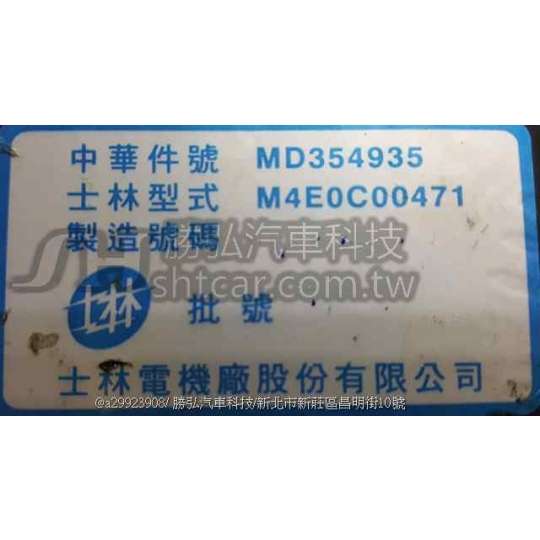 中華件號 MD354935
士林型式 M4E0C00471
製造號碼
勝弘汽車科技
shtcar.com.tw
士林 批號
士林電機廠股份有限公司
@a29923908/ 勝弘汽車科技/新北市新莊區昌明街10號